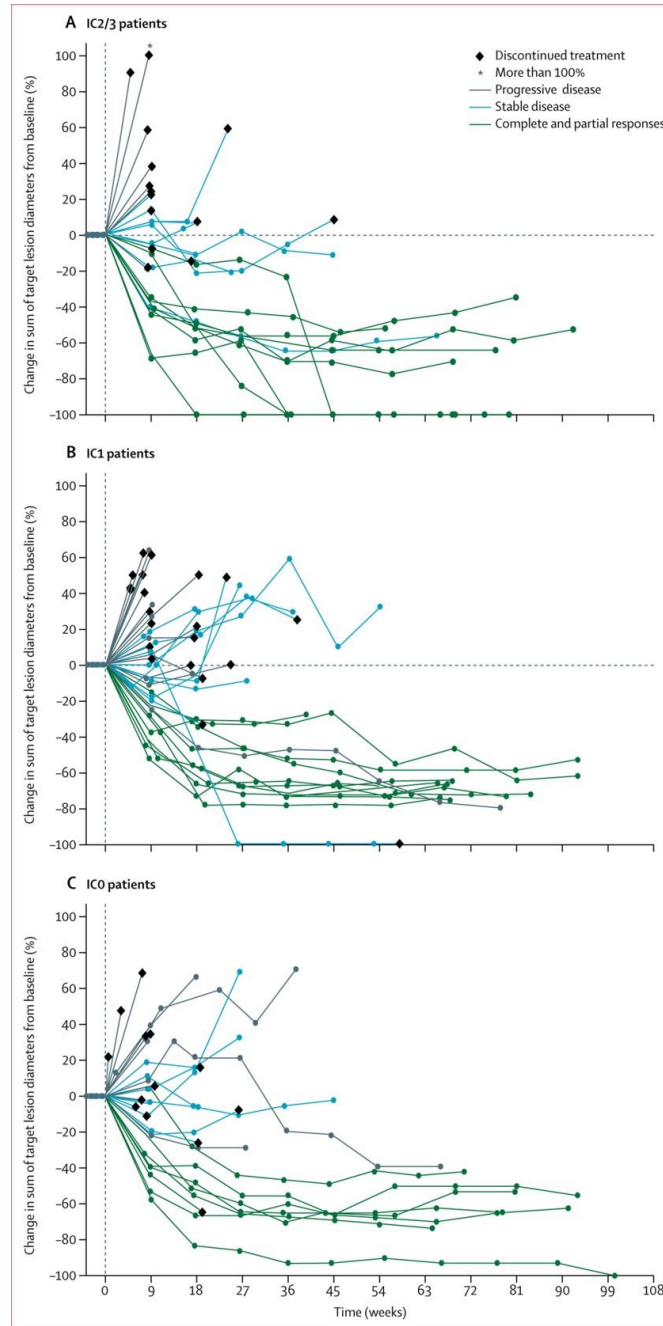 A IC2/3 patients
Discontinued treatment
* More than 100%
Progressive disease
Stable disease
Complete and partial responses
*
Change in sum of target lesion diameters from baseline (%)
100
80
60
40
20
0
–20
–40
–60
–80
–100
B IC1 patients
Change in sum of target lesion diameters from baseline (%)
100
80
60
40
20
0
–20
–40
–60
–80
–100
C IC0 patients
Change in sum of target lesion diameters from baseline (%)
100
80
60
40
20
0
–20
–40
–60
–80
–100
0 9 18 27 36 45 54 63 72 81 90 99 108
Time (weeks)